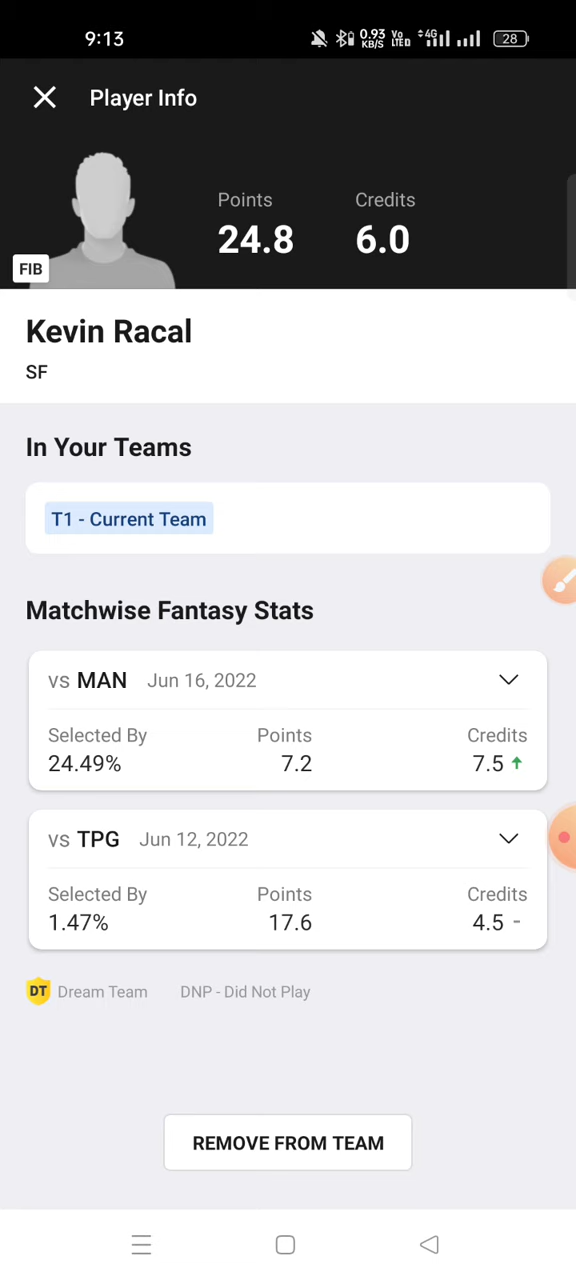 9:13 0.93 KB/S Vo LTE D 4G 28
Player Info
Points Credits
24.8 6.0
FIB
Kevin Racal
SF
In Your Teams
T1 - Current Team
Matchwise Fantasy Stats
vs MAN Jun 16, 2022
Selected By Points Credits
24.49% 7.2 7.5
vs TPG Jun 12, 2022
Selected By Points Credits
1.47% 17.6 4.5 -
DT Dream Team DNP - Did Not Play
REMOVE FROM TEAM